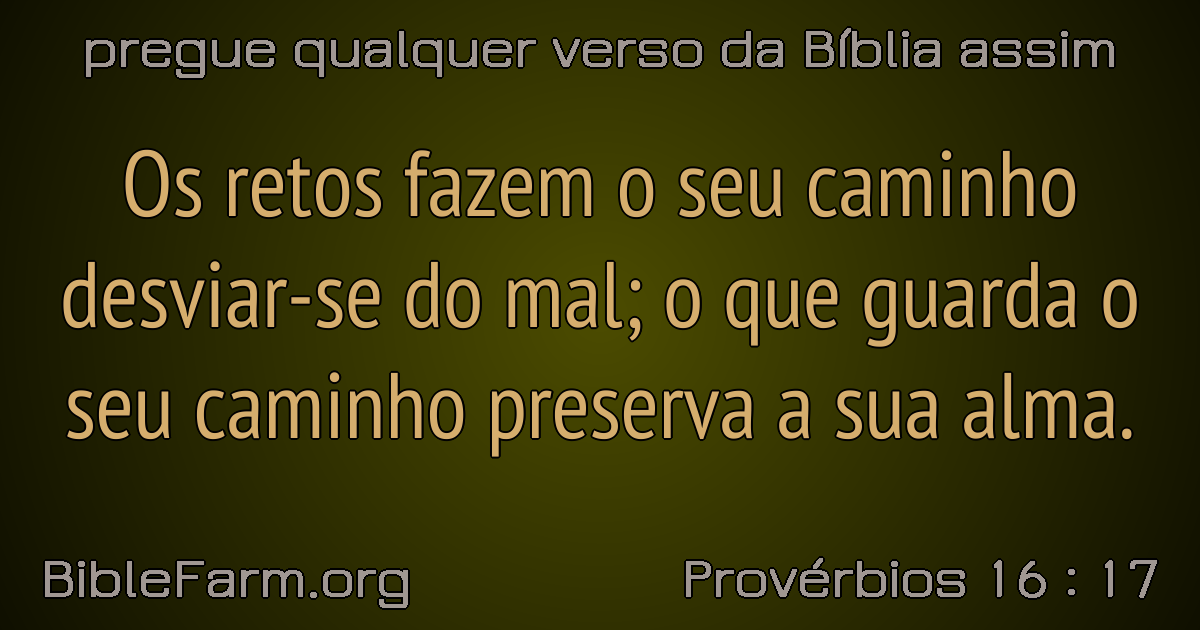 pregue qualquer verso da Bíblia assim
Os retos fazem o seu caminho
desviar-se do mal; o que guarda o
seu caminho preserva a sua alma.
BibleFarm.org
Provérbios 16 : 17